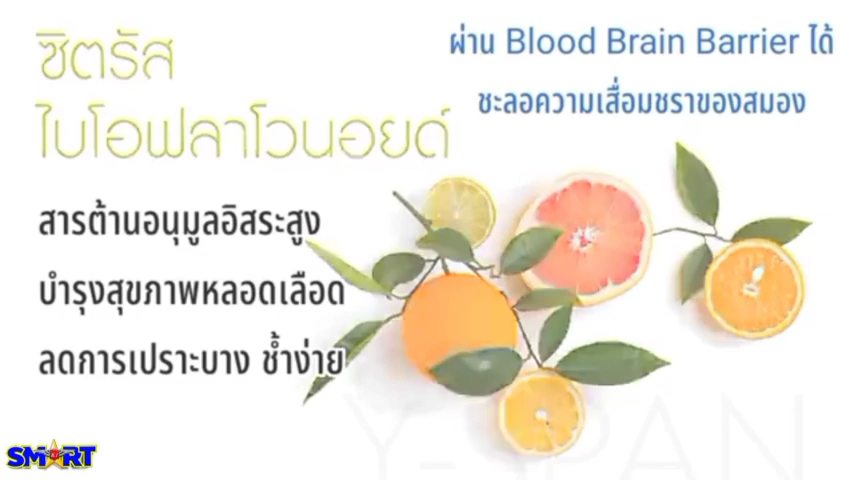 ซิตรัส
ไบโอฟลาโวนอยด์
ผ่าน Blood Brain Barrier ได้
ชะลอความเสื่อมชราของสมอง
สารต้านอนุมูลอิสระสูง
บำรุงสุขภาพหลอดเลือด
ลดการเปราะบาง ช้ำง่าย
Y-SPAN
SMART